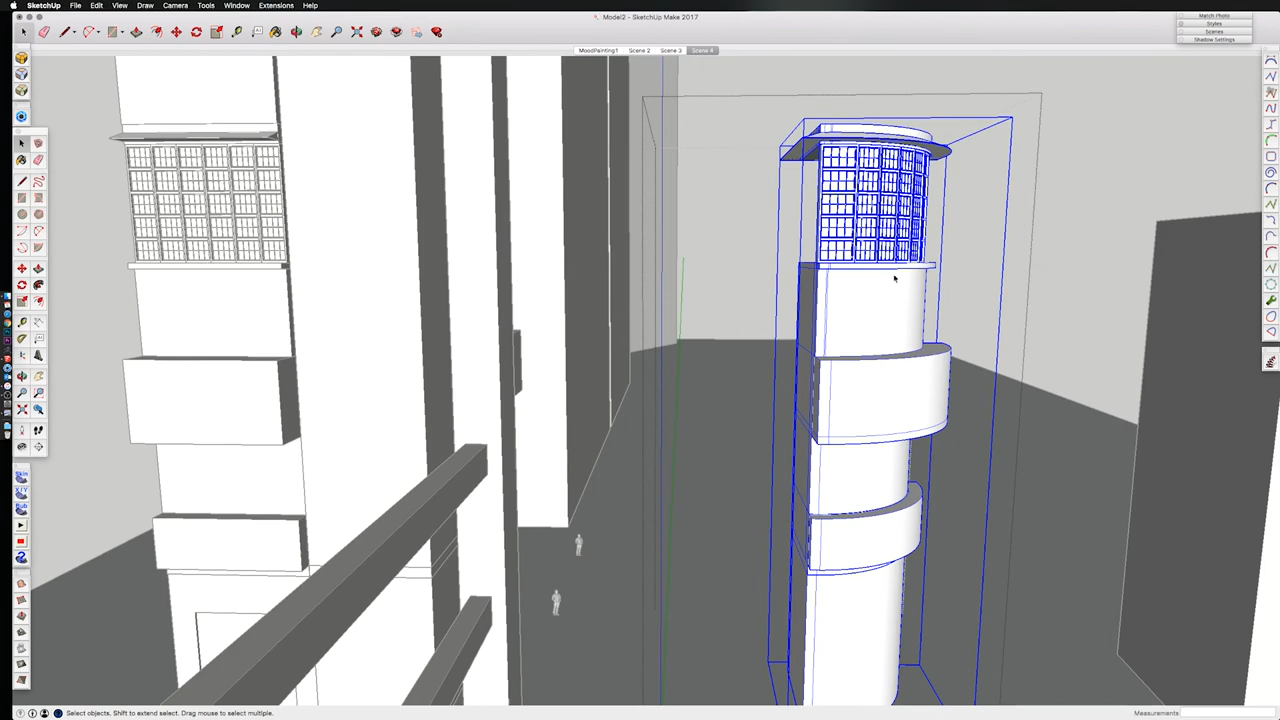 SketchUp File Edit View Draw Camera Tools Window Extensions Help
Model2 - SketchUp Make 2017
Match Photo
Styles
Scenes
Shadow Settings
MoodPainting1 Scene 2 Scene 3 Scene 4
Skin
X/Y
Bub
Select objects. Shift to extend select. Drag mouse to select multiple.
Measurements